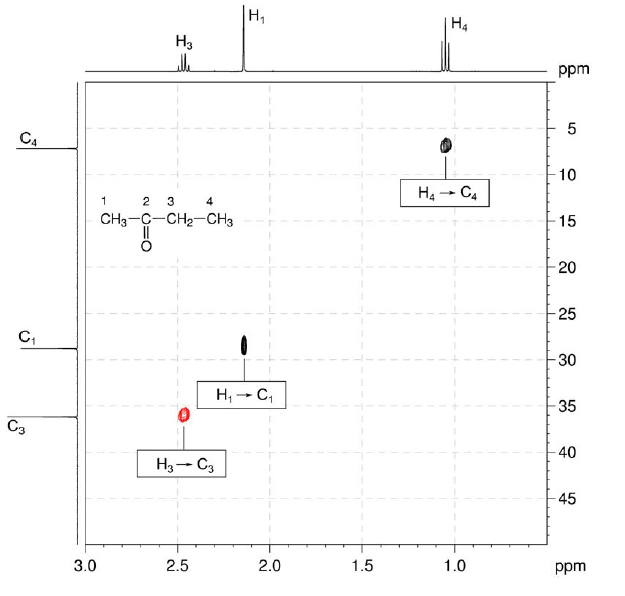 H₁
H₃
H₄
ppm
C₄
5
10
H₄ → C₄
1 2 3 4
CH₃—C—CH₂—CH₃
O
15
20
25
C₁
30
H₁ → C₁
35
C₃
40
H₃ → C₃
45
3.0 2.5 2.0 1.5 1.0 ppm